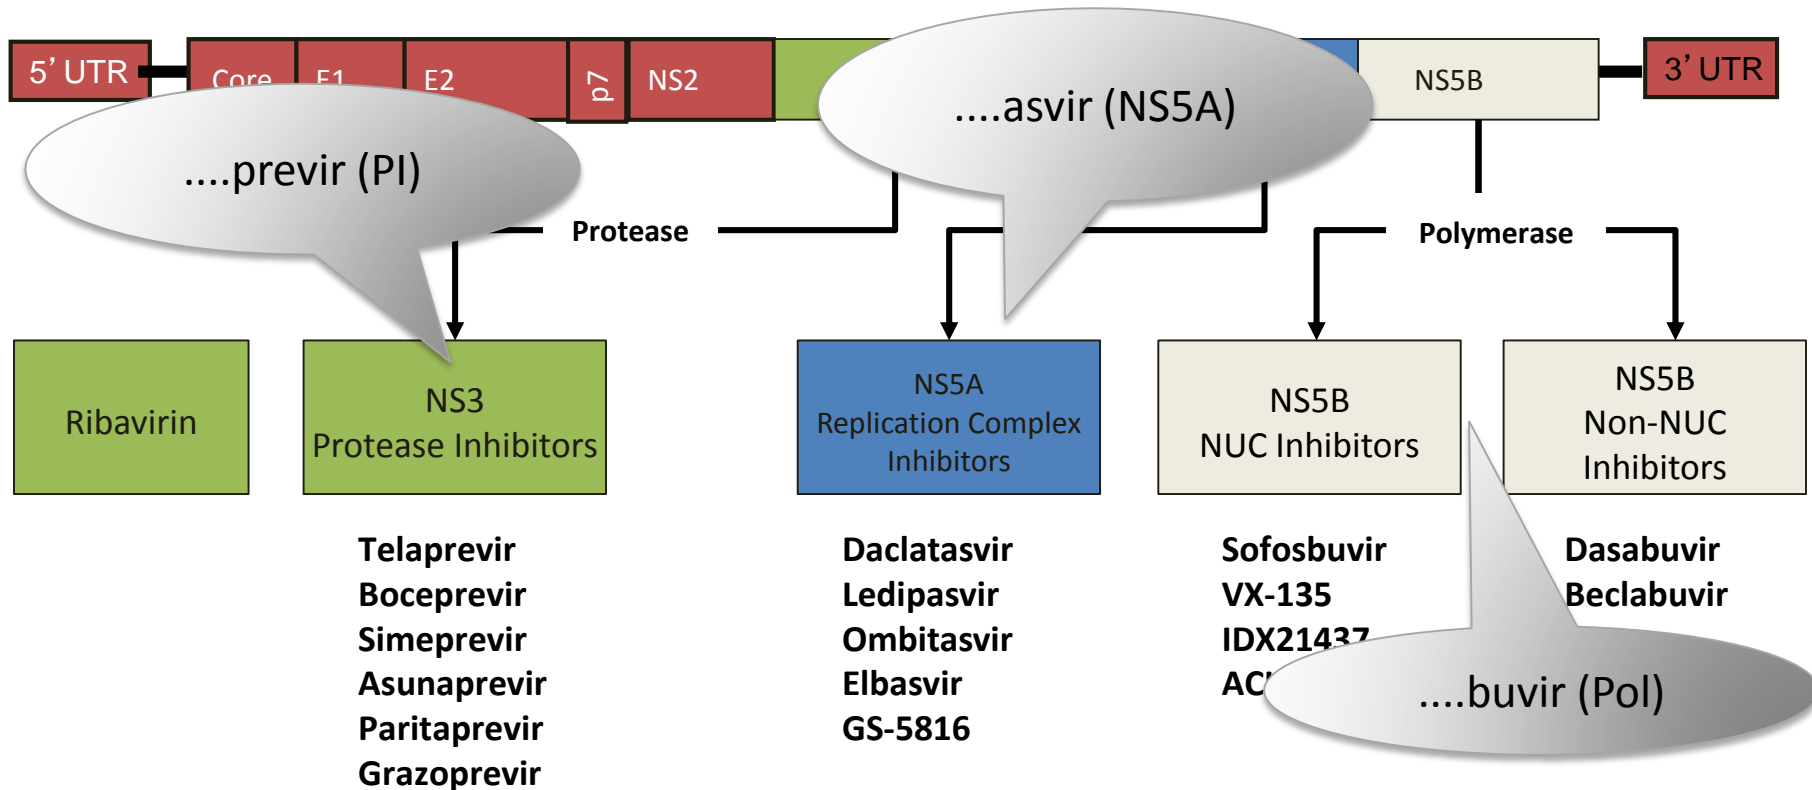 5' UTR
Core
E1
E2
p7
NS2
NS5B
3' UTR
....asvir (NS5A)
....previr (PI)
Protease
Polymerase
Ribavirin
NS3
Protease Inhibitors
NS5A
Replication Complex
Inhibitors
NS5B
NUC Inhibitors
NS5B
Non-NUC
Inhibitors
Telaprevir
Boceprevir
Simeprevir
Asunaprevir
Paritaprevir
Grazoprevir
Daclatasvir
Ledipasvir
Ombitasvir
Elbasvir
GS-5816
Sofosbuvir
VX-135
IDX21437
Dasabuvir
Beclabuvir
....buvir (Pol)